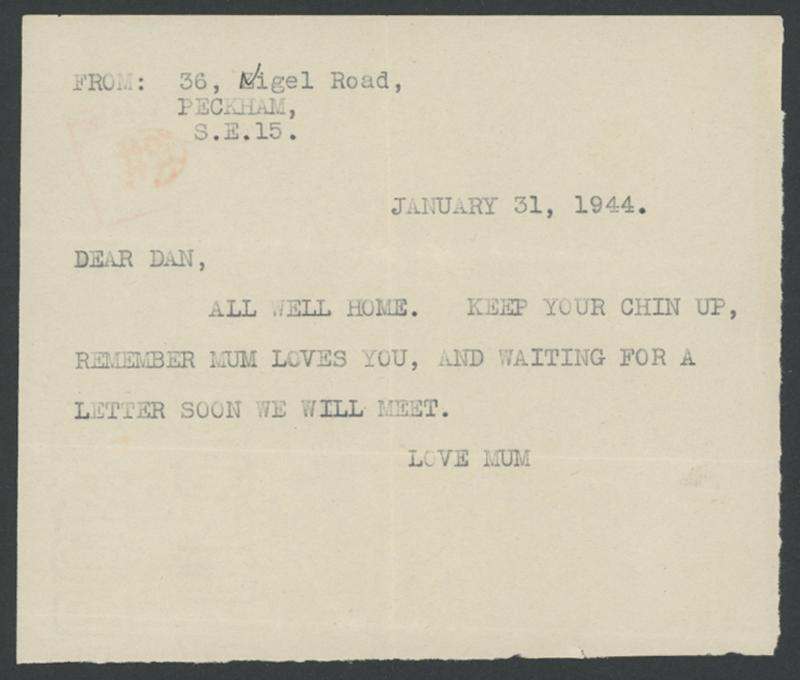 FROM: 36, Nigel Road,
PECKHAM,
S.E.15.
JANUARY 31, 1944.
DEAR DAN,
ALL WELL HOME. KEEP YOUR CHIN UP,
REMEMBER MUM LOVES YOU, AND WAITING FOR A
LETTER SOON WE WILL MEET.
LOVE MUM